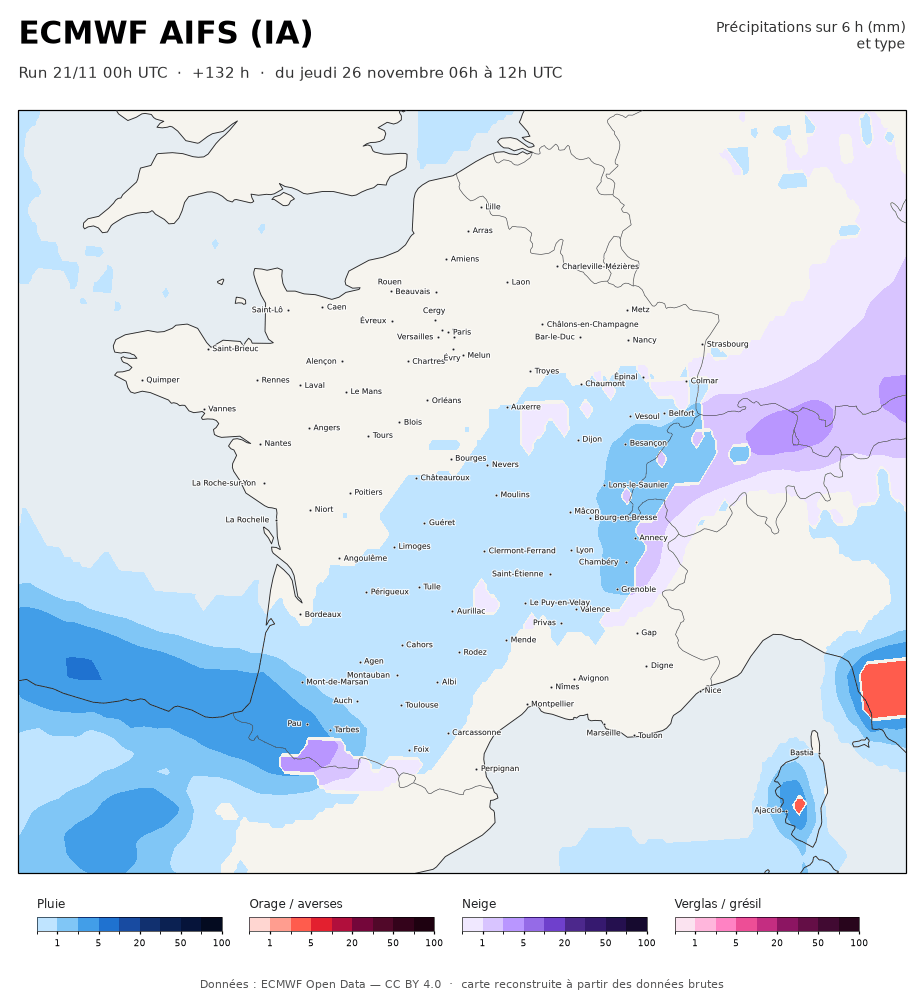 ECMWF AIFS (IA)
Précipitations sur 6 h (mm)
et type
Run 21/11 00h UTC · +132 h · du jeudi 26 novembre 06h à 12h UTC
Lille
Arras
Amiens
Charleville-Mézières
Rouen
Laon
Beauvais
Saint-Lô
Caen
Cergy
Metz
Évreux
Châlons-en-Champagne
Versailles
Paris
Bar-le-Duc
Nancy
Strasbourg
Saint-Brieuc
Alençon
Chartres
Évry
Melun
Troyes
Épinal
Quimper
Rennes
Laval
Chaumont
Colmar
Le Mans
Orléans
Auxerre
Vannes
Vesoul
Belfort
Angers
Blois
Tours
Dijon
Nantes
Besançon
Bourges
Nevers
La Roche-sur-Yon
Châteauroux
Lons-le-Saunier
Poitiers
Moulins
Niort
Mâcon
La Rochelle
Guéret
Bourg-en-Bresse
Annecy
Limoges
Clermont-Ferrand
Lyon
Angoulême
Chambéry
Saint-Étienne
Périgueux
Tulle
Grenoble
Bordeaux
Aurillac
Le Puy-en-Velay
Valence
Privas
Gap
Cahors
Mende
Rodez
Agen
Digne
Montauban
Mont-de-Marsan
Albi
Avignon
Nîmes
Nice
Auch
Toulouse
Montpellier
Pau
Tarbes
Carcassonne
Marseille
Toulon
Foix
Bastia
Perpignan
Ajaccio
Pluie
Orage / averses
Neige
Verglas / grésil
1 5 20 50 100
1 5 20 50 100
1 5 20 50 100
1 5 20 50 100
Données : ECMWF Open Data — CC BY 4.0 · carte reconstruite à partir des données brutes